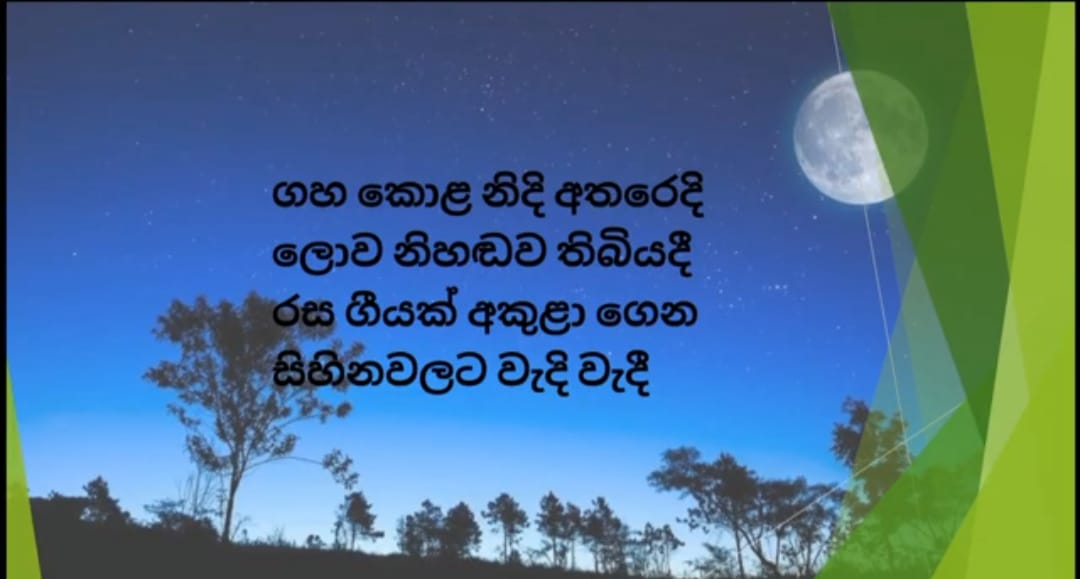 ගහ කොළ නිදි අතරෙදි
ලොව නිහඬව තිබියදී
රස ගීයක් අකුළා ගෙන
සිහිනවලට වැදි වැදී